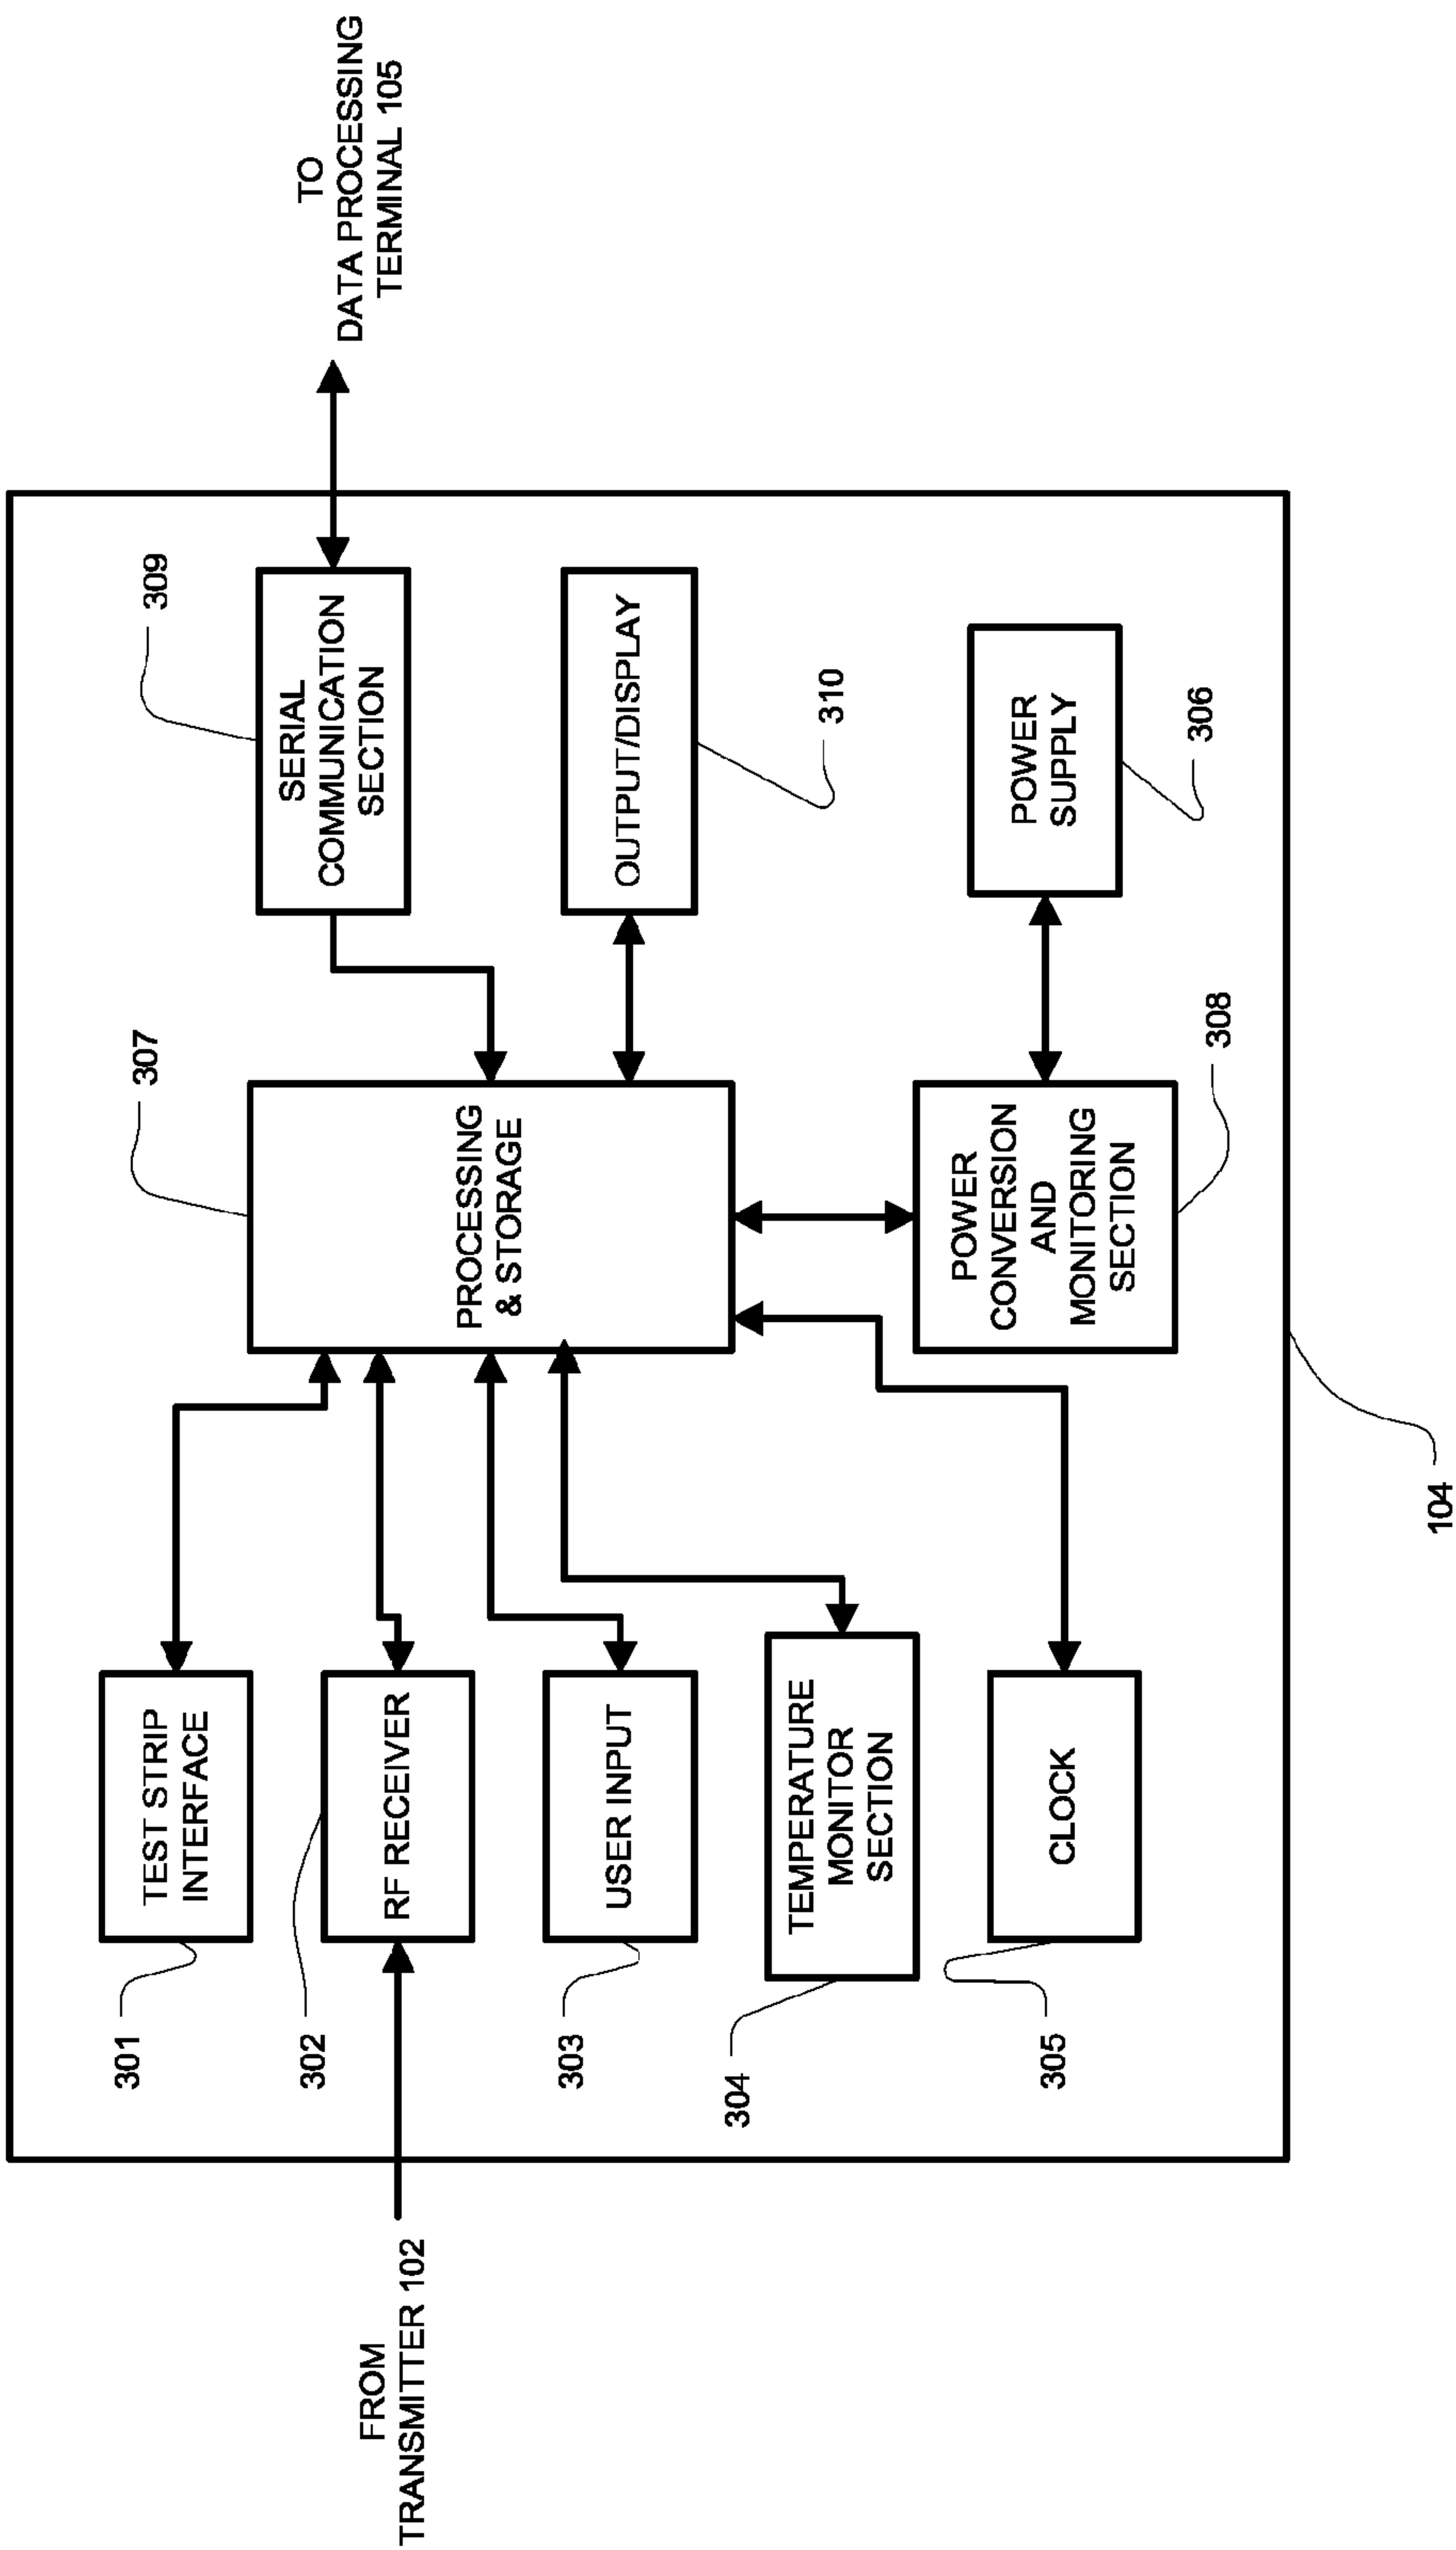 FROM
TRANSMITTER 102
301
TEST STRIP
INTERFACE
302
RF RECEIVER
303
USER INPUT
304
TEMPERATURE
MONITOR
SECTION
305
CLOCK
307
PROCESSING
& STORAGE
308
POWER
CONVERSION
AND
MONITORING
SECTION
309
SERIAL
COMMUNICATION
SECTION
310
OUTPUT/DISPLAY
306
POWER
SUPPLY
TO
DATA PROCESSING
TERMINAL 105
104